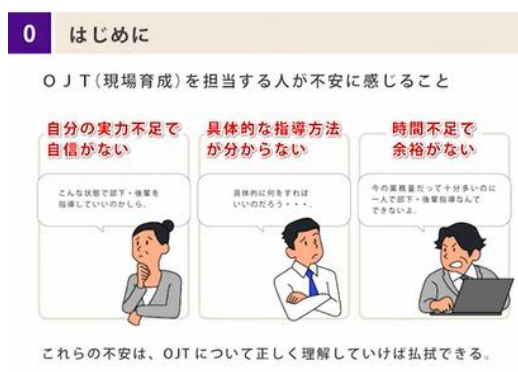 0 はじめに
OJT(現場育成)を担当する人が不安に感じること
自分の実力不足で
自信がない
具体的な指導方法
が分からない
時間不足で
余裕がない
こんな状態で部下・後輩を
指導していいのかしら.
具体的に何をすれば
いいのだろう・・・.
今の業務量だって十分多いのに
一人で部下・後輩指導なんて
できないよ.
これらの不安は、OJTについて正しく理解していけば払拭できる。